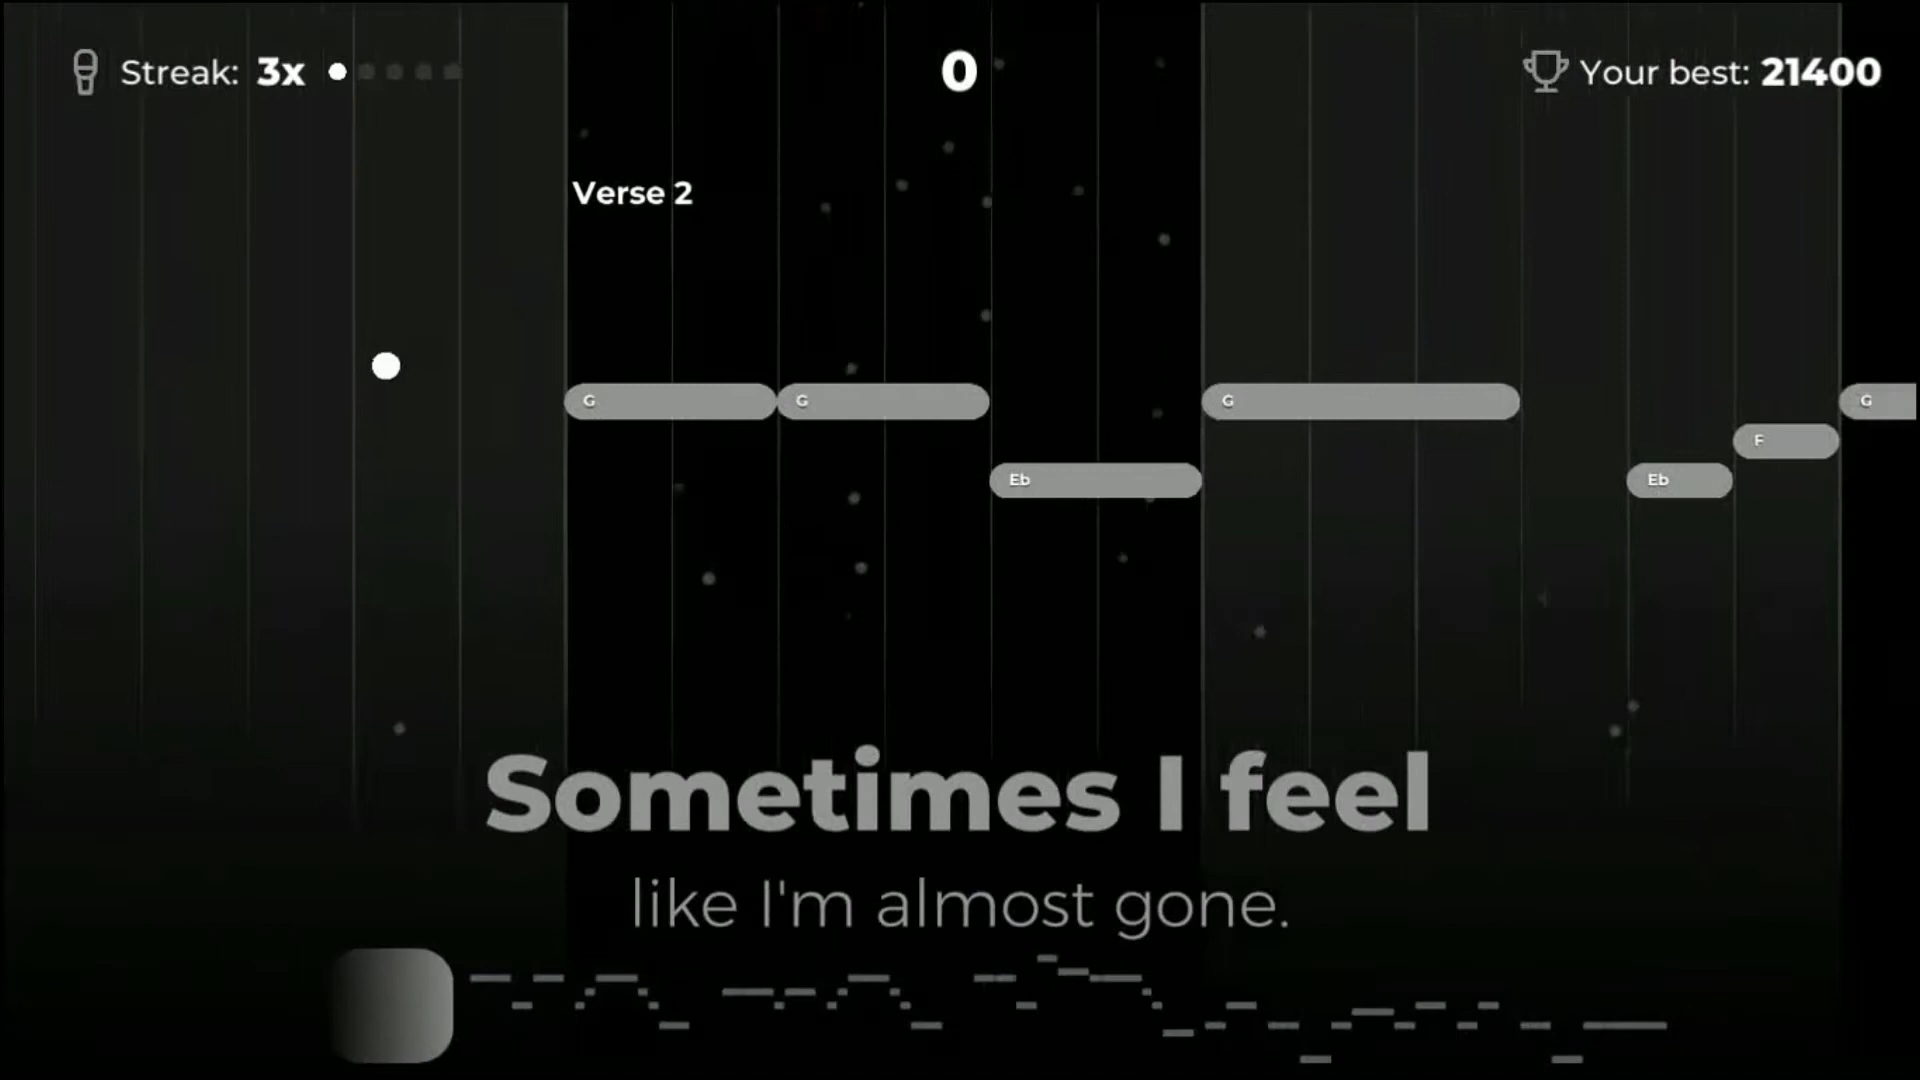 Streak: 3x
0
Your best: 21400
Verse 2
G
G
G
G
F
Eb
Eb
Sometimes I feel
like I'm almost gone.